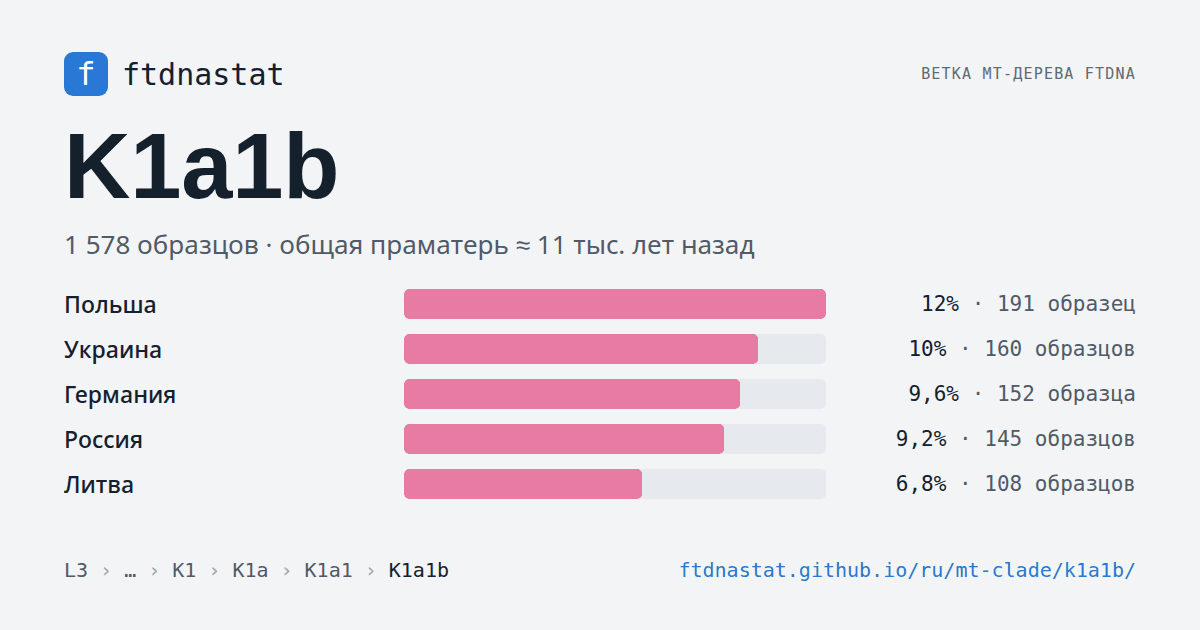 f ftdnastat
ВЕТКА МТ-ДЕРЕВА FTDNA
K1a1b
1 578 образцов · общая праматерь ≈ 11 тыс. лет назад
Польша 12% · 191 образец
Украина 10% · 160 образцов
Германия 9,6% · 152 образца
Россия 9,2% · 145 образцов
Литва 6,8% · 108 образцов
L3 › … › K1 › K1a › K1a1 › K1a1b
ftdnastat.github.io/ru/mt-clade/k1a1b/